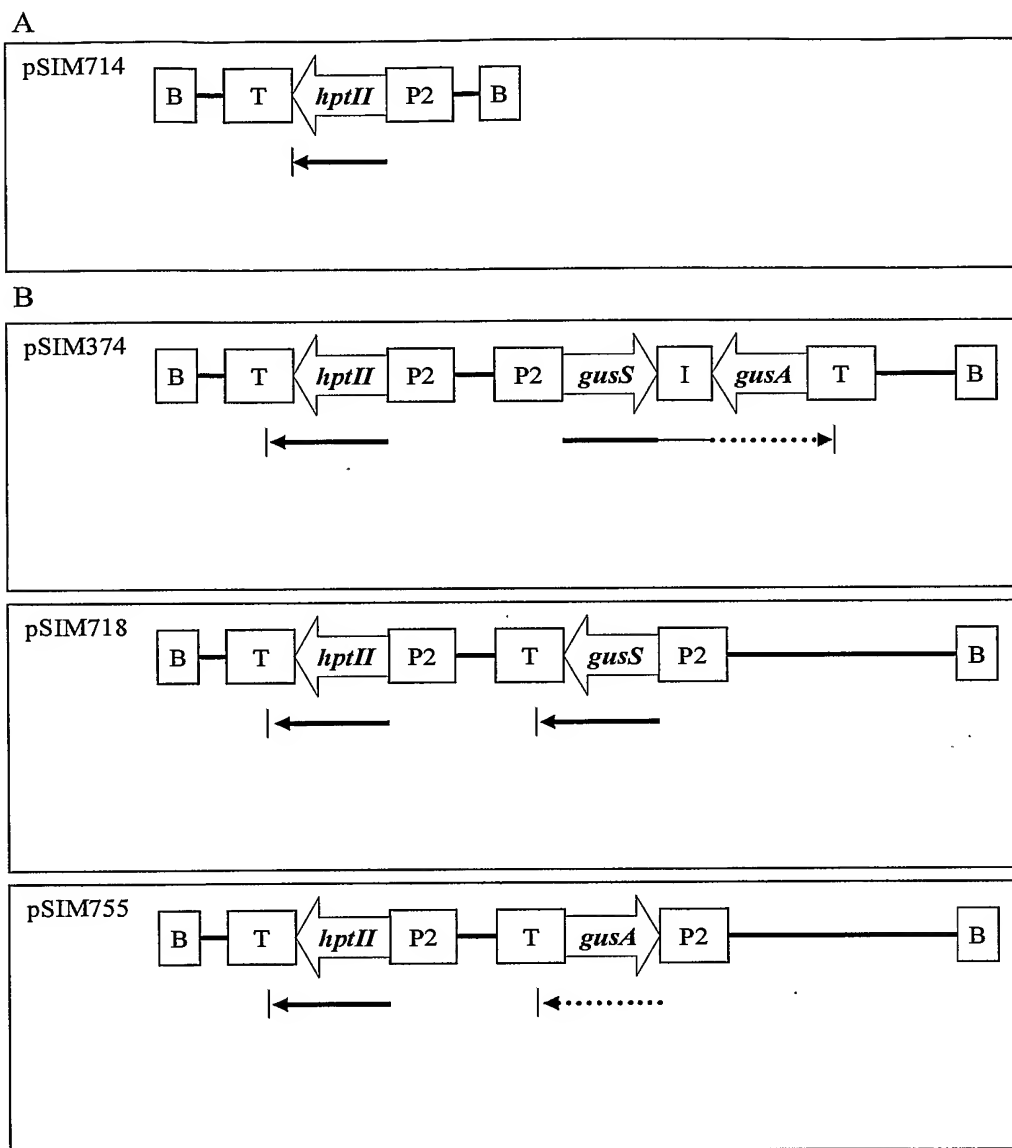 A
pSIM714
B T hptII P2 B
B
pSIM374
B T hptII P2 P2 gusS I gusA T B
pSIM718
B T hptII P2 T gusS P2 B
pSIM755
B T hptII P2 T gusA P2 B